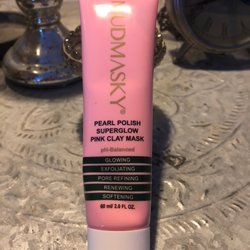 MUDMASKY®
PEARL POLISH
SUPERGLOW
PINK CLAY MASK
pH-Balanced
GLOWING
EXFOLIATING
PORE REFINING
RENEWING
SOFTENING
60 ml/ 2.0 FL OZ.